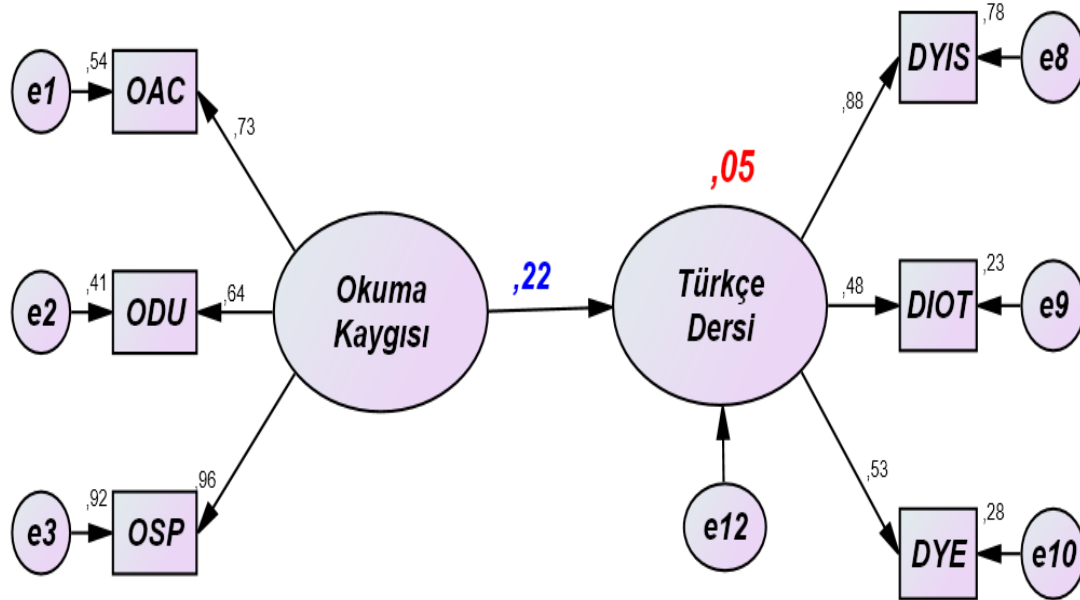 e1
,54
OAC
,73
e2
,41
ODU
,64
e3
,92
OSP
,96
Okuma
Kaygısı
,22
,05
Türkçe
Dersi
e12
,88
DYIS
,78
e8
,48
DIOT
,23
e9
,53
DYE
,28
e10